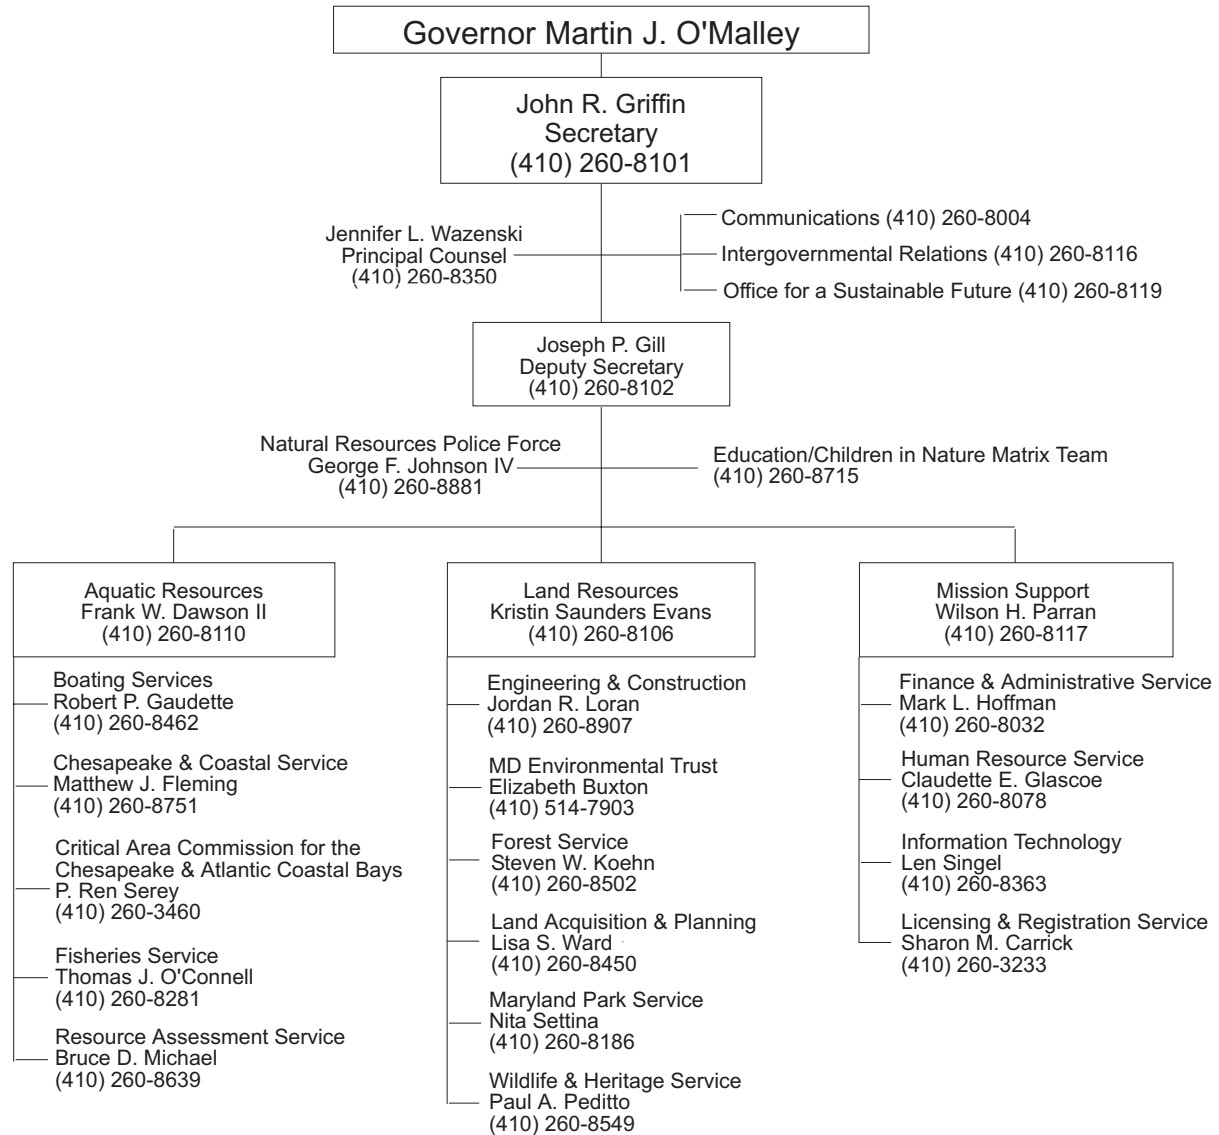 Governor Martin J. O'Malley
John R. Griffin
Secretary
(410) 260-8101
Jennifer L. Wazenski
Principal Counsel
(410) 260-8350
Communications (410) 260-8004
Intergovernmental Relations (410) 260-8116
Office for a Sustainable Future (410) 260-8119
Joseph P. Gill
Deputy Secretary
(410) 260-8102
Natural Resources Police Force
George F. Johnson IV
(410) 260-8881
Education/Children in Nature Matrix Team
(410) 260-8715
Aquatic Resources
Frank W. Dawson II
(410) 260-8110
Boating Services
Robert P. Gaudette
(410) 260-8462
Chesapeake & Coastal Service
Matthew J. Fleming
(410) 260-8751
Critical Area Commission for the
Chesapeake & Atlantic Coastal Bays
P. Ren Serey
(410) 260-3460
Fisheries Service
Thomas J. O'Connell
(410) 260-8281
Resource Assessment Service
Bruce D. Michael
(410) 260-8639
Land Resources
Kristin Saunders Evans
(410) 260-8106
Engineering & Construction
Jordan R. Loran
(410) 260-8907
MD Environmental Trust
Elizabeth Buxton
(410) 514-7903
Forest Service
Steven W. Koehn
(410) 260-8502
Land Acquisition & Planning
Lisa S. Ward
(410) 260-8450
Maryland Park Service
Nita Settina
(410) 260-8186
Wildlife & Heritage Service
Paul A. Peditto
(410) 260-8549
Mission Support
Wilson H. Parran
(410) 260-8117
Finance & Administrative Service
Mark L. Hoffman
(410) 260-8032
Human Resource Service
Claudette E. Glascoe
(410) 260-8078
Information Technology
Len Singel
(410) 260-8363
Licensing & Registration Service
Sharon M. Carrick
(410) 260-3233